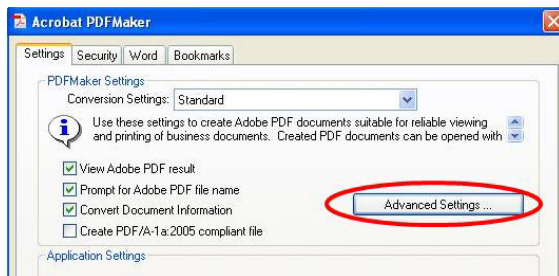 Acrobat PDFMaker
Settings Security Word Bookmarks
PDFMaker Settings
Conversion Settings: Standard
Use these settings to create Adobe PDF documents suitable for reliable viewing
and printing of business documents. Created PDF documents can be opened with
View Adobe PDF result
Prompt for Adobe PDF file name
Convert Document Information
Advanced Settings ...
Create PDF/A-1a:2005 compliant file
Application Settings